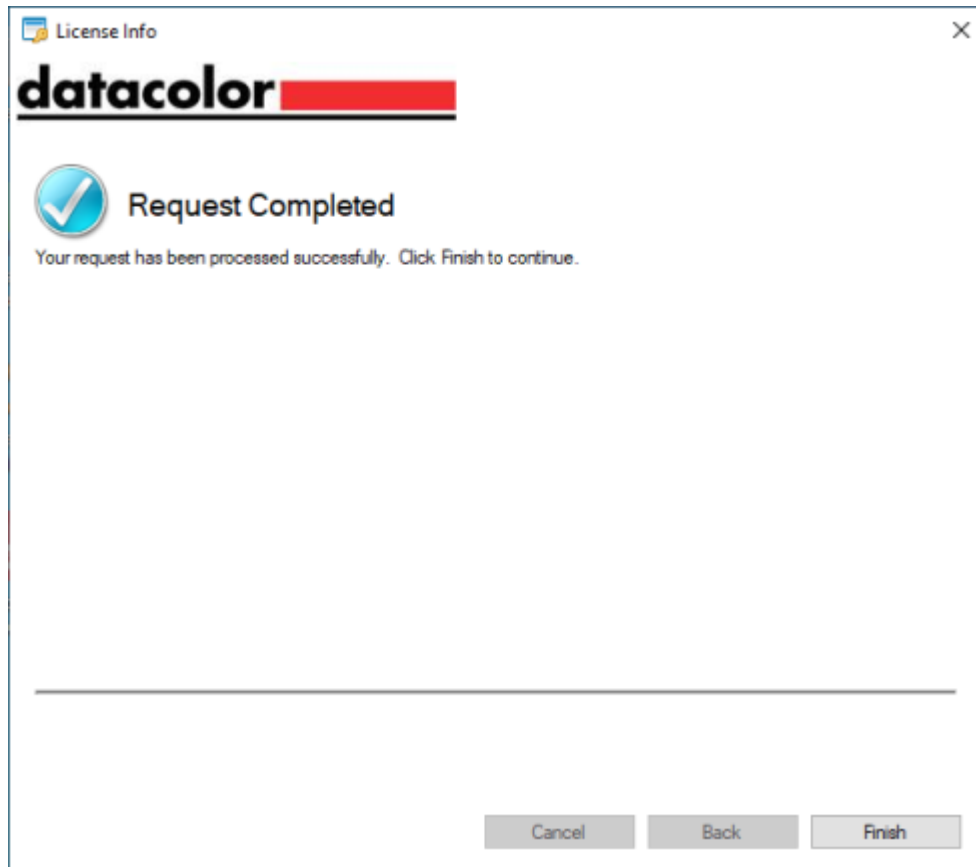 License Info
datacolor
Request Completed
Your request has been processed successfully. Click Finish to continue.
Cancel
Back
Finish